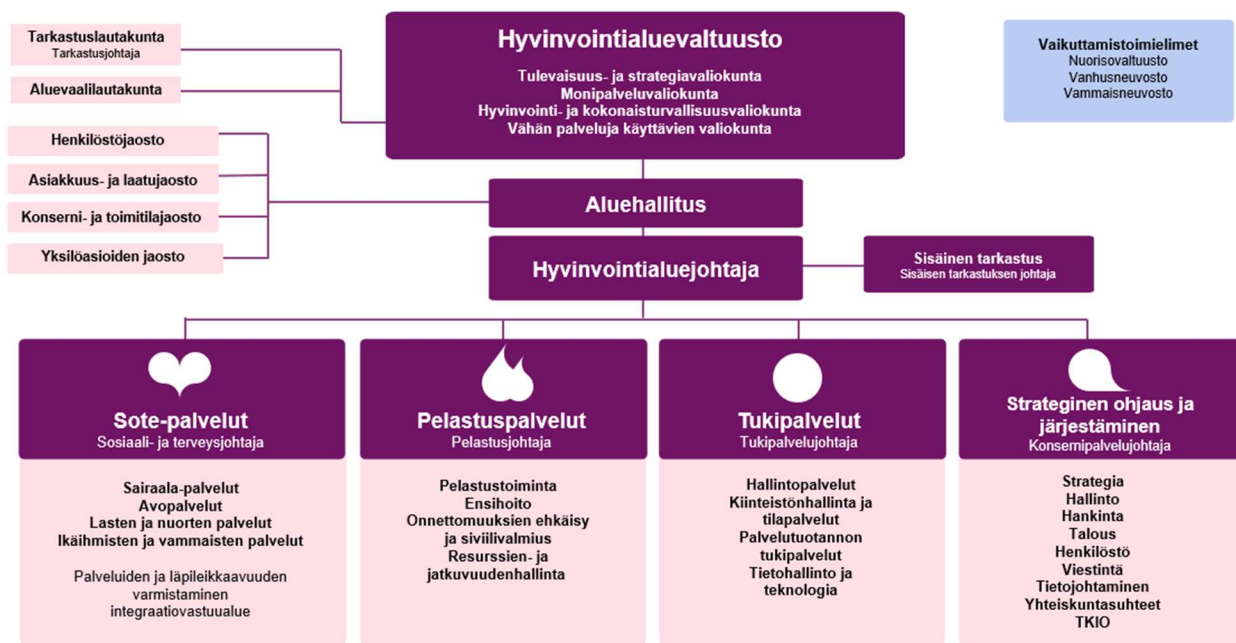 Tarkastuslautakunta
Tarkastusjohtaja
Aluevaalilautakunta
Henkilöstöjaosto
Asiakkuus- ja laatujaosto
Konserni- ja toimitilajaosto
Yksilöasioiden jaosto
Hyvinvointialuevaltuusto
Tulevaisuus- ja strategiavaliokunta
Monipalveluvaliokunta
Hyvinvointi- ja kokonaisturvallisuusvaliokunta
Vähän palveluja käyttävien valiokunta
Vaikuttamistoimielimet
Nuorisovaltuusto
Vanhusneuvosto
Vammaisneuvosto
Aluehallitus
Hyvinvointialuejohtaja
Sisäinen tarkastus
Sisäisen tarkastuksen johtaja
Sote-palvelut
Sosiaali- ja terveysjohtaja
Sairaala-palvelut
Avopalvelut
Lasten ja nuorten palvelut
Ikäihmisten ja vammaisten palvelut
Palveluiden ja läpileikkaavuuden
varmistaminen
integraatiovastuualue
Pelastuspalvelut
Pelastusjohtaja
Pelastustoiminta
Ensihoito
Onnettomuuksien ehkäisy
ja siviilivalmius
Resurssien- ja
jatkuvuudenhallinta
Tukipalvelut
Tukipalvelujohtaja
Hallintopalvelut
Kiinteistönhallinta ja
tilapalvelut
Palvelutuotannon
tukipalvelut
Tietohallinto ja
teknologia
Strateginen ohjaus ja
järjestäminen
Konsernipalvelujohtaja
Strategia
Hallinto
Hankinta
Talous
Henkilöstö
Viestintä
Tietojohtaminen
Yhteiskuntasuhteet
TKIO